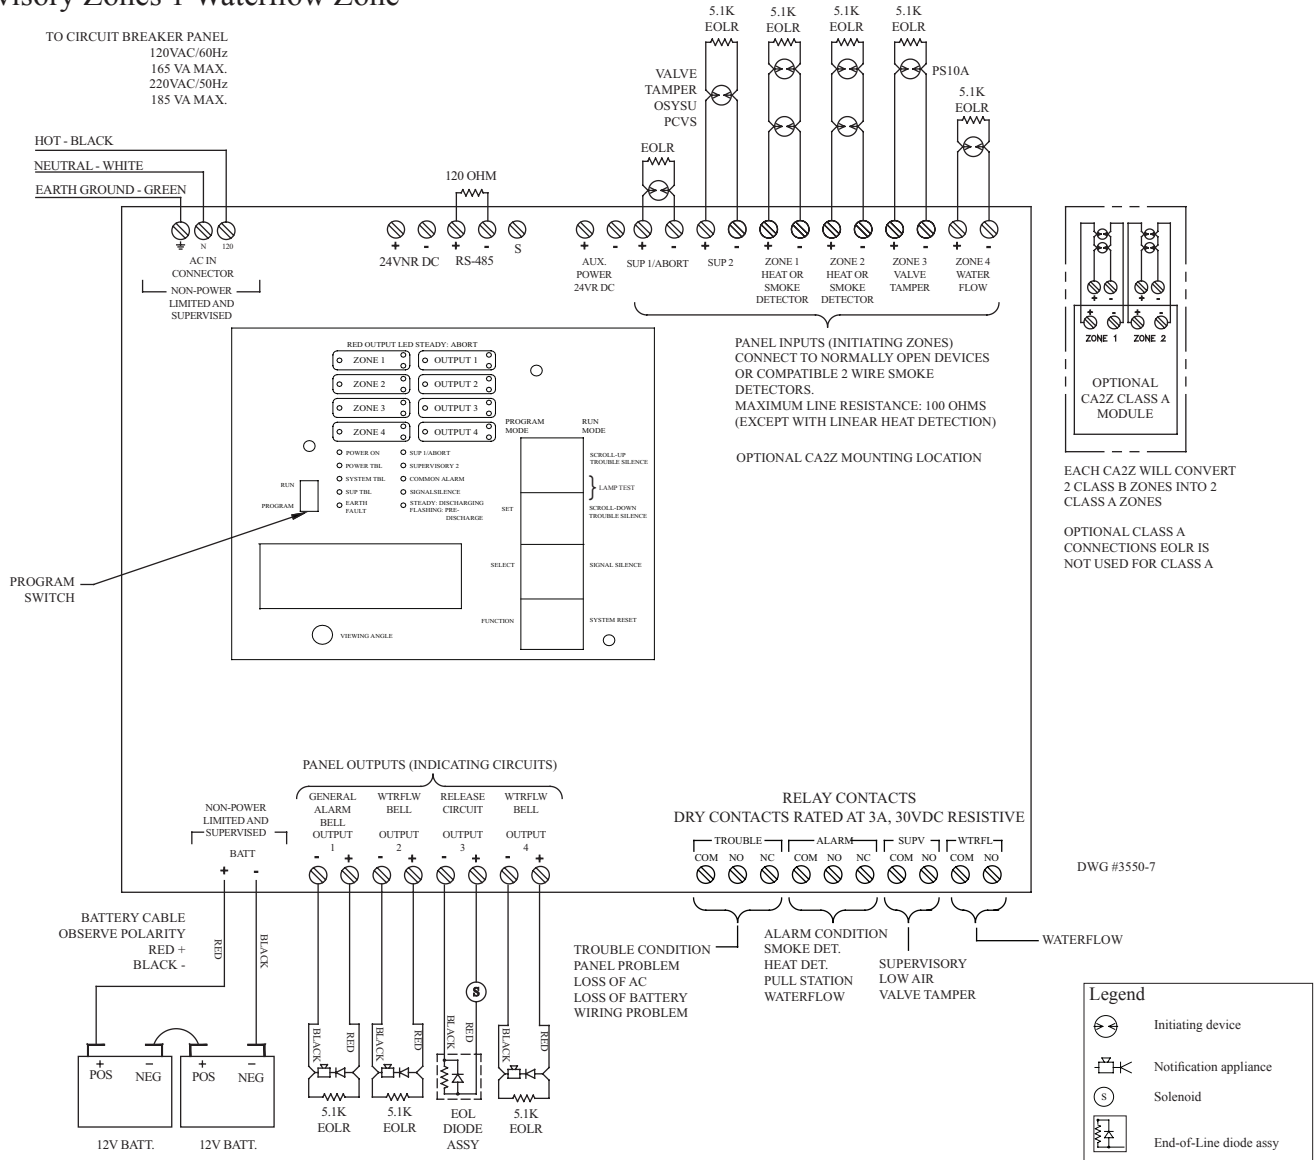 TO CIRCUIT BREAKER PANEL
120VAC/60Hz
165 VA MAX.
220VAC/50Hz
185 VA MAX.
HOT - BLACK
NEUTRAL - WHITE
EARTH GROUND - GREEN
N 120
AC IN
CONNECTOR
NON-POWER
LIMITED AND
SUPERVISED
120 OHM
+ - + - S
24VNR DC RS-485
VALVE
TAMPER
OSYSU
PCVS
EOLR
5.1K
EOLR
5.1K
EOLR
5.1K
EOLR
5.1K
EOLR
PS10A
5.1K
EOLR
+ - + - + - + - + - + - + -
AUX.
POWER
24VR DC
SUP 1/ABORT
SUP 2
ZONE 1
HEAT OR
SMOKE
DETECTOR
ZONE 2
HEAT OR
SMOKE
DETECTOR
ZONE 3
VALVE
TAMPER
ZONE 4
WATER
FLOW
PANEL INPUTS (INITIATING ZONES)
CONNECT TO NORMALLY OPEN DEVICES
OR COMPATIBLE 2 WIRE SMOKE
DETECTORS.
MAXIMUM LINE RESISTANCE: 100 OHMS
(EXCEPT WITH LINEAR HEAT DETECTION)
OPTIONAL CA2Z MOUNTING LOCATION
+ - + -
+ - + -
ZONE 1 ZONE 2
OPTIONAL
CA2Z CLASS A
MODULE
EACH CA2Z WILL CONVERT
2 CLASS B ZONES INTO 2
CLASS A ZONES
OPTIONAL CLASS A
CONNECTIONS EOLR IS
NOT USED FOR CLASS A
RED OUTPUT LED STEADY: ABORT
ZONE 1 OUTPUT 1
ZONE 2 OUTPUT 2
ZONE 3 OUTPUT 3
ZONE 4 OUTPUT 4
POWER ON SUP 1/ABORT
POWER TBL SUPERVISORY 2
SYSTEM TBL COMMON ALARM
SUP TBL SIGNALSILENCE
EARTH
FAULT
STEADY: DISCHARGING
FLASHING: PRE-
DISCHARGE
RUN
PROGRAM
PROGRAM
SWITCH
PROGRAM
MODE
RUN
MODE
SCROLL-UP
TROUBLE SILENCE
LAMP TEST
SET
SCROLL-DOWN
TROUBLE SILENCE
SELECT
SIGNAL SILENCE
FUNCTION
SYSTEM RESET
VIEWING ANGLE
PANEL OUTPUTS (INDICATING CIRCUITS)
GENERAL
ALARM
BELL
OUTPUT
1
WTRFLW
BELL
OUTPUT
2
RELEASE
CIRCUIT
OUTPUT
3
WTRFLW
BELL
OUTPUT
4
- + - + - + - +
NON-POWER
LIMITED AND
SUPERVISED
BATT
+ -
RELAY CONTACTS
DRY CONTACTS RATED AT 3A, 30VDC RESISTIVE
TROUBLE ALARM SUPV WTRFL
COM NO NC COM NO NC COM NO COM NO
DWG #3550-7
BATTERY CABLE
OBSERVE POLARITY
RED +
BLACK -
RED
BLACK
TROUBLE CONDITION
PANEL PROBLEM
LOSS OF AC
LOSS OF BATTERY
WIRING PROBLEM
ALARM CONDITION
SMOKE DET.
HEAT DET.
PULL STATION
WATERFLOW
SUPERVISORY
LOW AIR
VALVE TAMPER
WATERFLOW
S
BLACK RED
BLACK RED
BLACK RED
BLACK RED
+ - + -
POS NEG POS NEG
12V BATT. 12V BATT.
5.1K
EOLR
5.1K
EOLR
EOL
DIODE
ASSY
5.1K
EOLR
Legend
Initiating device
Notification appliance
S Solenoid
End-of-Line diode assy